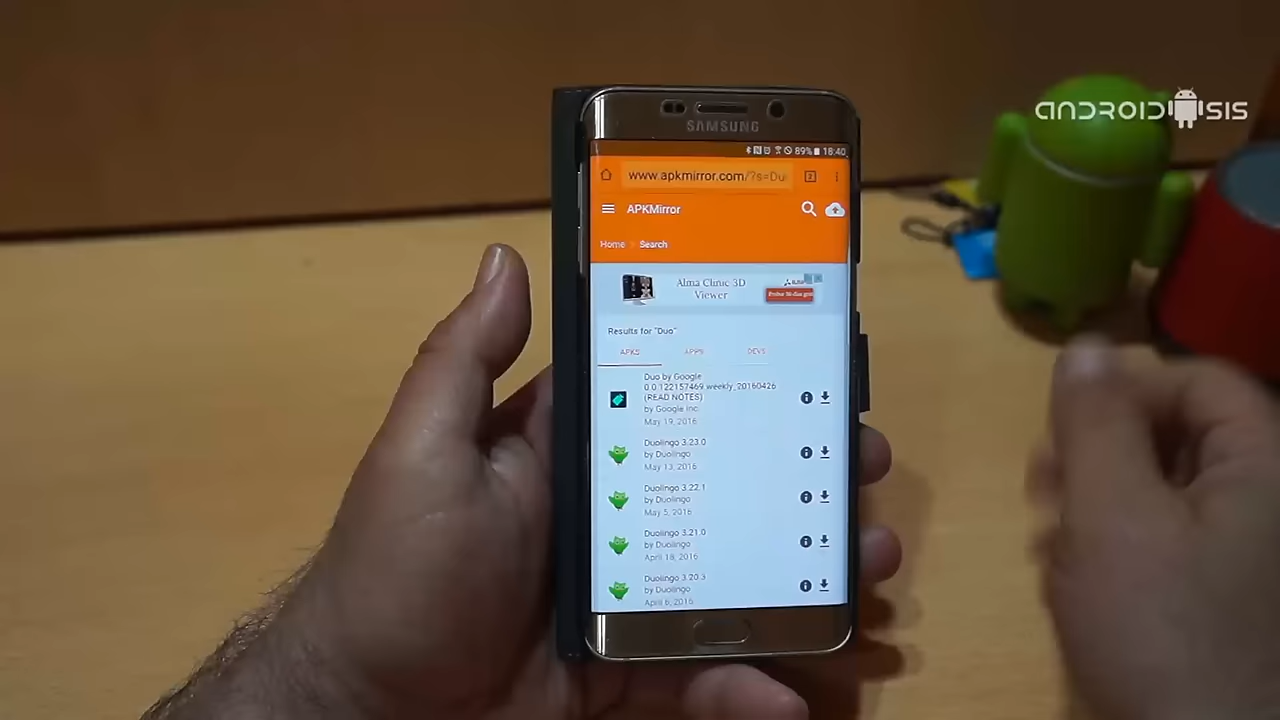 ANDROIDSIS
SAMSUNG
89% 18:40
www.apkmirror.com/?s=Du
2
APKMirror
Home > Search
Alma Clinic 3D
Viewer
Results for "Duo"
APKS APPS DEVS
Duo by Google
0.0.122157469.weekly_20160426
(READ NOTES)
by Google Inc.
May 19, 2016
Duolingo 3.23.0
by Duolingo
May 13, 2016
Duolingo 3.22.1
by Duolingo
May 5, 2016
Duolingo 3.21.0
by Duolingo
April 18, 2016
Duolingo 3.20.3
by Duolingo
April 6, 2016